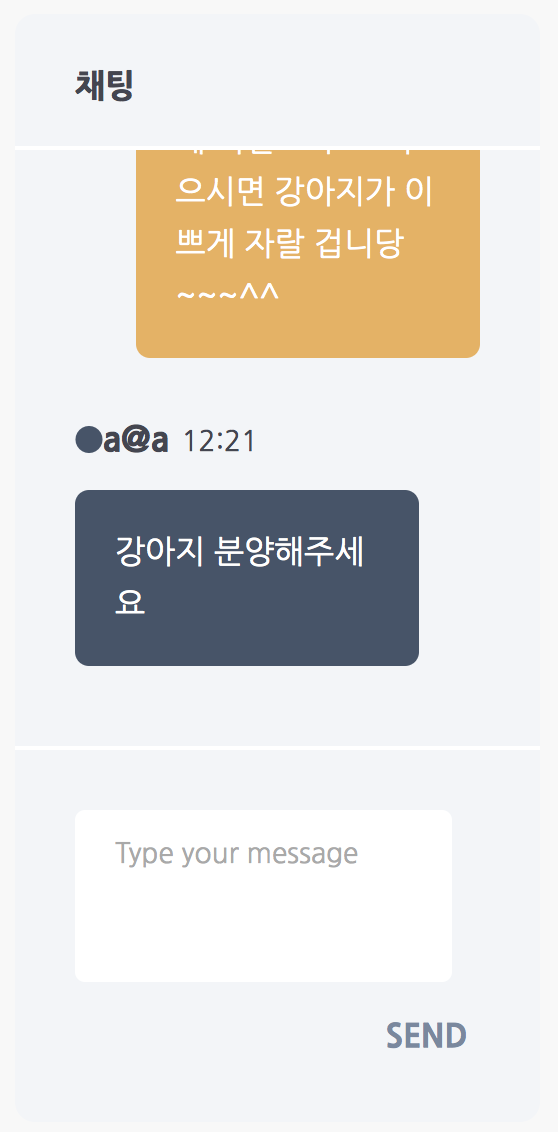 채팅
으시면 강아지가 이
쁘게 자랄 겁니당
~~~^^
a@a 12:21
강아지 분양해주세
요
Type your message
SEND